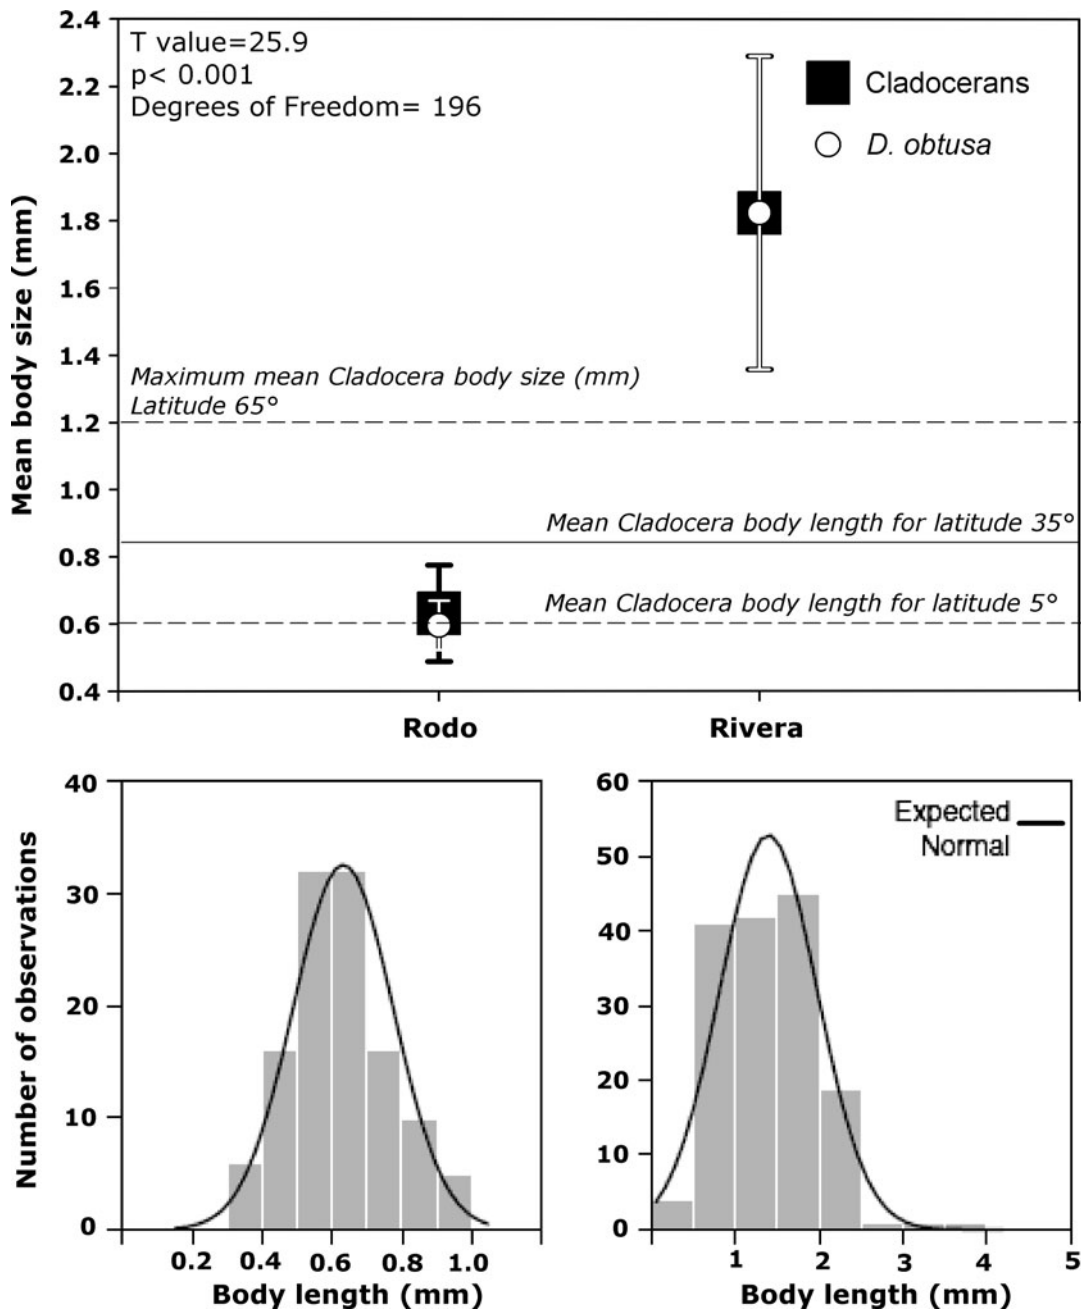 2.4
2.2
2.0
1.8
1.6
1.4
1.2
1.0
0.8
0.6
0.4
Mean body size (mm)
T value=25.9
p< 0.001
Degrees of Freedom= 196
Cladocerans
D. obtusa
Maximum mean Cladocera body size (mm)
Latitude 65°
Mean Cladocera body length for latitude 35°
Mean Cladocera body length for latitude 5°
Rodo
Rivera
40
30
20
10
0
Number of observations
0.2 0.4 0.6 0.8 1.0
Body length (mm)
60
50
40
30
20
10
0
Expected
Normal
1 2 3 4 5
Body length (mm)